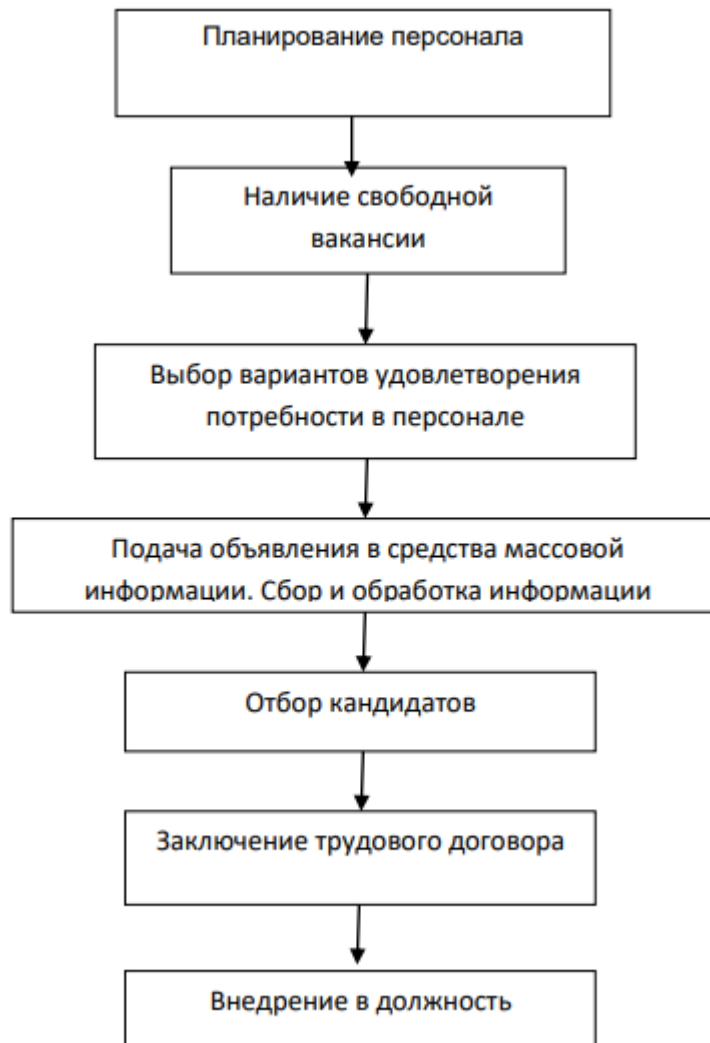 Планирование персонала
Наличие свободной
вакансии
Выбор вариантов удовлетворения
потребности в персонале
Подача объявления в средства массовой
информации. Сбор и обработка информации
Отбор кандидатов
Заключение трудового договора
Внедрение в должность